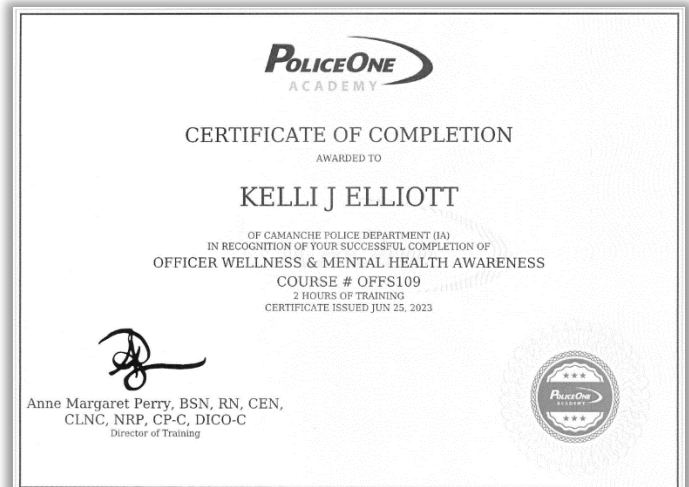 POLICEONE
ACADEMY
CERTIFICATE OF COMPLETION
AWARDED TO
KELLI J ELLIOTT
OF CAMANCHE POLICE DEPARTMENT (IA)
IN RECOGNITION OF YOUR SUCCESSFUL COMPLETION OF
OFFICER WELLNESS & MENTAL HEALTH AWARENESS
COURSE # OFFS109
2 HOURS OF TRAINING
CERTIFICATE ISSUED JUN 25, 2023
Anne Margaret Perry, BSN, RN, CEN,
CLNC, NRP, CP-C, DICO-C
Director of Training
POLICEONE
ACADEMY